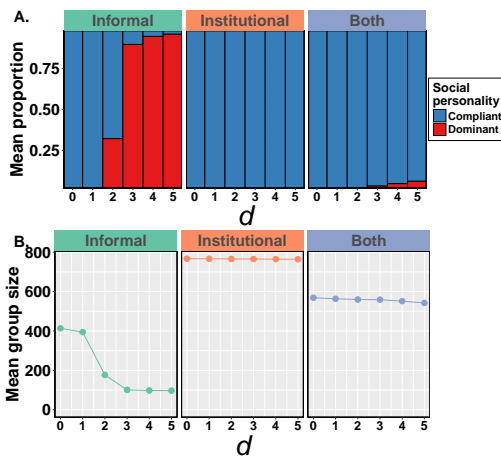 A.
Informal Institutional Both
Mean proportion
0.75
0.50
0.25
0 1 2 3 4 5 0 1 2 3 4 5 0 1 2 3 4 5
d
Social
personality
Compliant
Dominant
B.
Informal Institutional Both
Mean group size
800
600
400
200
0
0 1 2 3 4 5 0 1 2 3 4 5 0 1 2 3 4 5
d